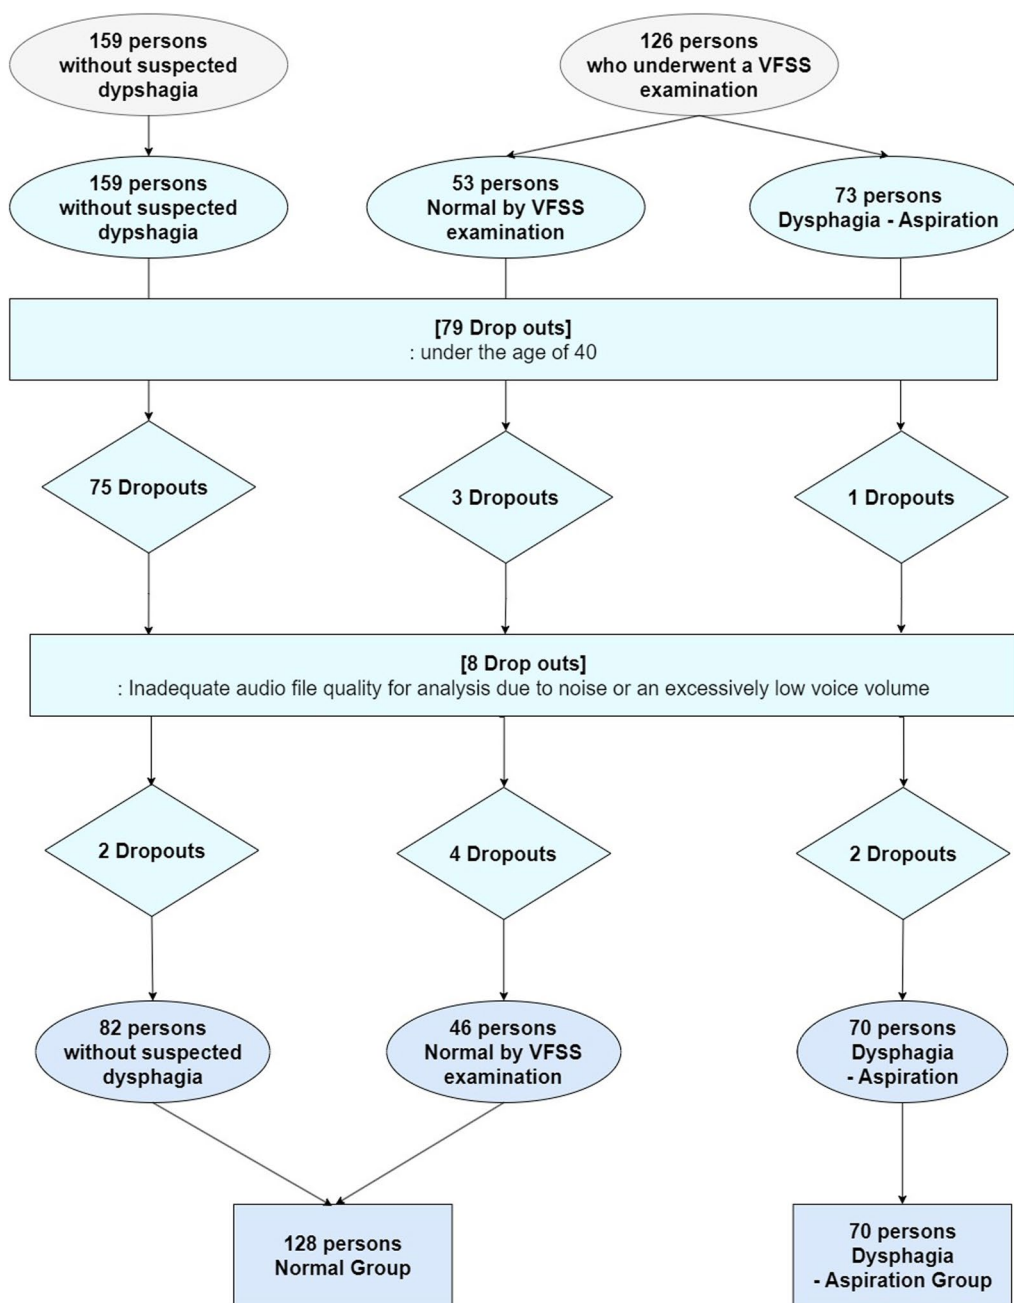 159 persons
without suspected
dypshagia
126 persons
who underwent a VFSS
examination
159 persons
without suspected
dypshagia
53 persons
Normal by VFSS
examination
73 persons
Dysphagia - Aspiration
[79 Drop outs]
: under the age of 40
75 Dropouts
3 Dropouts
1 Dropouts
[8 Drop outs]
: Inadequate audio file quality for analysis due to noise or an excessively low voice volume
2 Dropouts
4 Dropouts
2 Dropouts
82 persons
without suspected
dysphagia
46 persons
Normal by VFSS
examination
70 persons
Dysphagia
- Aspiration
128 persons
Normal Group
70 persons
Dysphagia
- Aspiration Group